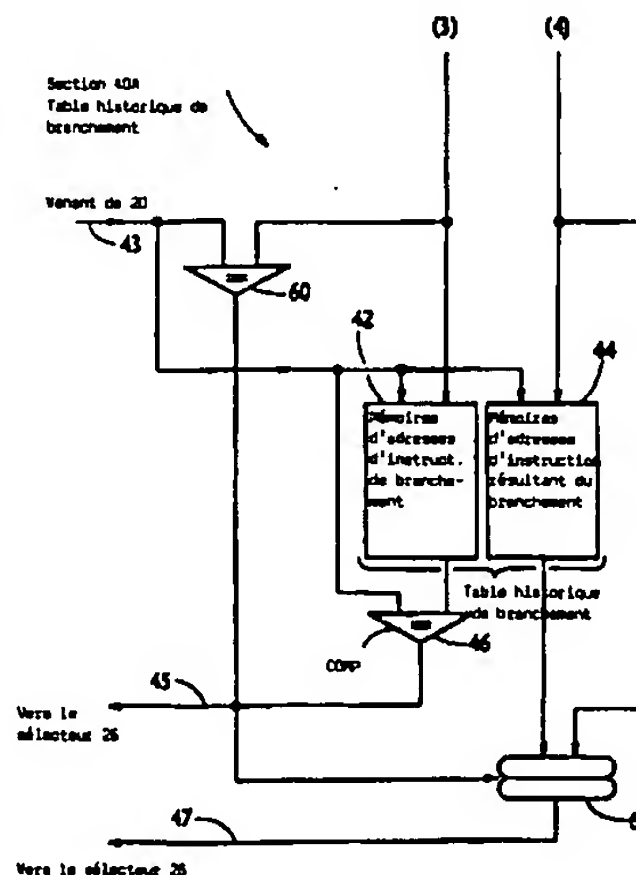 (3) (4)
Section 40A
Table historique de
branchement
Venant de 20
43
60
42
44
Mémoires
d'adresses
d'instruct.
de branche-
ment
Mémoires
d'adresses
d'instruction
résultant du
branchement
Table historique
de branchement
COMP
46
45
Vers le
sélecteur 26
47
Vers le sélecteur 26